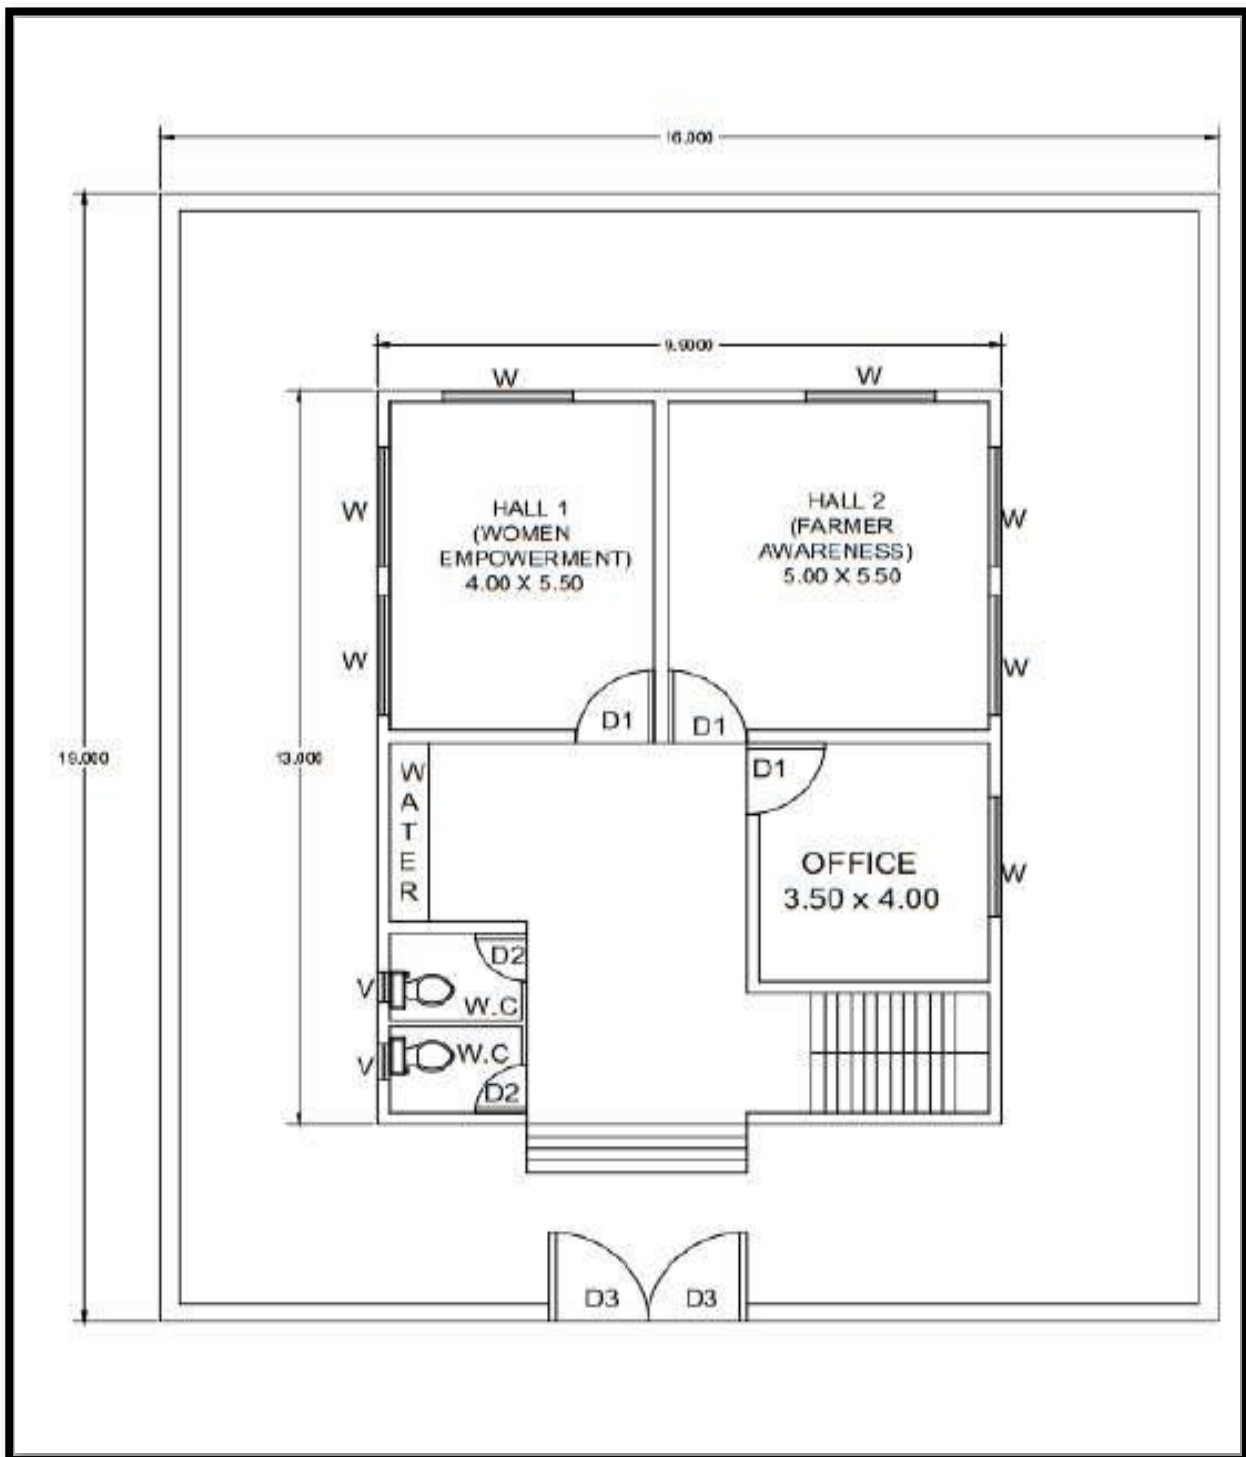 16.000
9.9000
W
W
HALL 1
(WOMEN
EMPOWERMENT)
4.00 X 5.50
HALL 2
(FARMER
AWARENESS)
5.00 X 5.50
W
W
W
W
D1
D1
19.000
13.000
D1
WATER
OFFICE
3.50 x 4.00
W
D2
V
W.C
V
W.C
D2
D3
D3